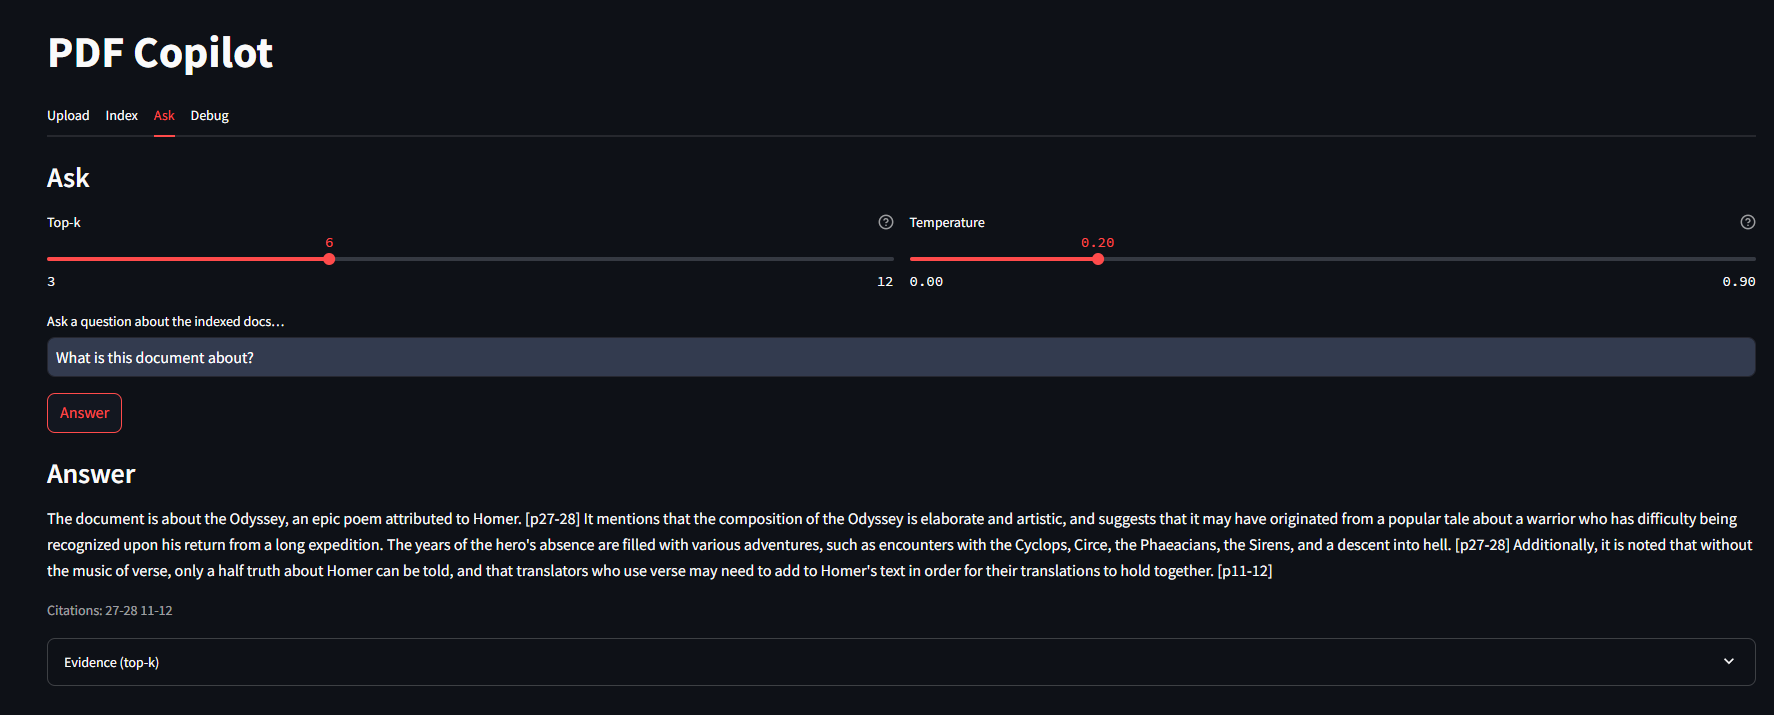 PDF Copilot
Upload Index Ask Debug
Ask
Top-k
6
3 12
Temperature
0.20
0.00 0.90
Ask a question about the indexed docs...
What is this document about?
Answer
Answer
The document is about the Odyssey, an epic poem attributed to Homer. [p27-28] It mentions that the composition of the Odyssey is elaborate and artistic, and suggests that it may have originated from a popular tale about a warrior who has difficulty being
recognized upon his return from a long expedition. The years of the hero's absence are filled with various adventures, such as encounters with the Cyclops, Circe, the Phaeacians, the Sirens, and a descent into hell. [p27-28] Additionally, it is noted that without
the music of verse, only a half truth about Homer can be told, and that translators who use verse may need to add to Homer's text in order for their translations to hold together. [p11-12]
Citations: 27-28 11-12
Evidence (top-k)